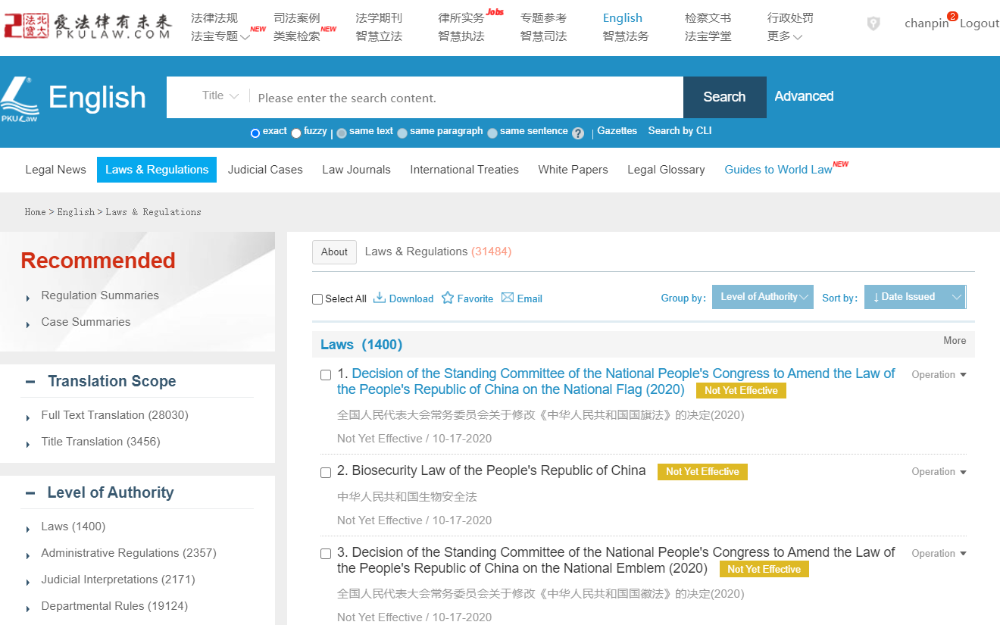 北大法宝 爱法律有未来
PKULAW.COM
法律法规 司法案例 法学期刊 律所实务 Jobs 专题参考 English 检察文书 行政处罚
法宝专题 NEW 类案检索 NEW 智慧立法 智慧执法 智慧司法 智慧法务 法宝学堂 更多
chanpin 2 Logout
PKULAW English
Title Please enter the search content. Search Advanced
exact fuzzy | same text same paragraph same sentence ? | Gazettes Search by CLI
Legal News Laws & Regulations Judicial Cases Law Journals International Treaties White Papers Legal Glossary Guides to World Law NEW
Home > English > Laws & Regulations
Recommended
Regulation Summaries
Case Summaries
Translation Scope
Full Text Translation (28030)
Title Translation (3456)
Level of Authority
Laws (1400)
Administrative Regulations (2357)
Judicial Interpretations (2171)
Departmental Rules (19124)
About Laws & Regulations (31484)
Select All Download Favorite Email Group by: Level of Authority Sort by: ↓ Date Issued
Laws (1400) More
1. Decision of the Standing Committee of the National People's Congress to Amend the Law of Operation
the People's Republic of China on the National Flag (2020) Not Yet Effective
全国人民代表大会常务委员会关于修改《中华人民共和国国旗法》的决定(2020)
Not Yet Effective / 10-17-2020
2. Biosecurity Law of the People's Republic of China Not Yet Effective Operation
中华人民共和国生物安全法
Not Yet Effective / 10-17-2020
3. Decision of the Standing Committee of the National People's Congress to Amend the Law of Operation
the People's Republic of China on the National Emblem (2020) Not Yet Effective
全国人民代表大会常务委员会关于修改《中华人民共和国国徽法》的决定(2020)
Not Yet Effective / 10-17-2020